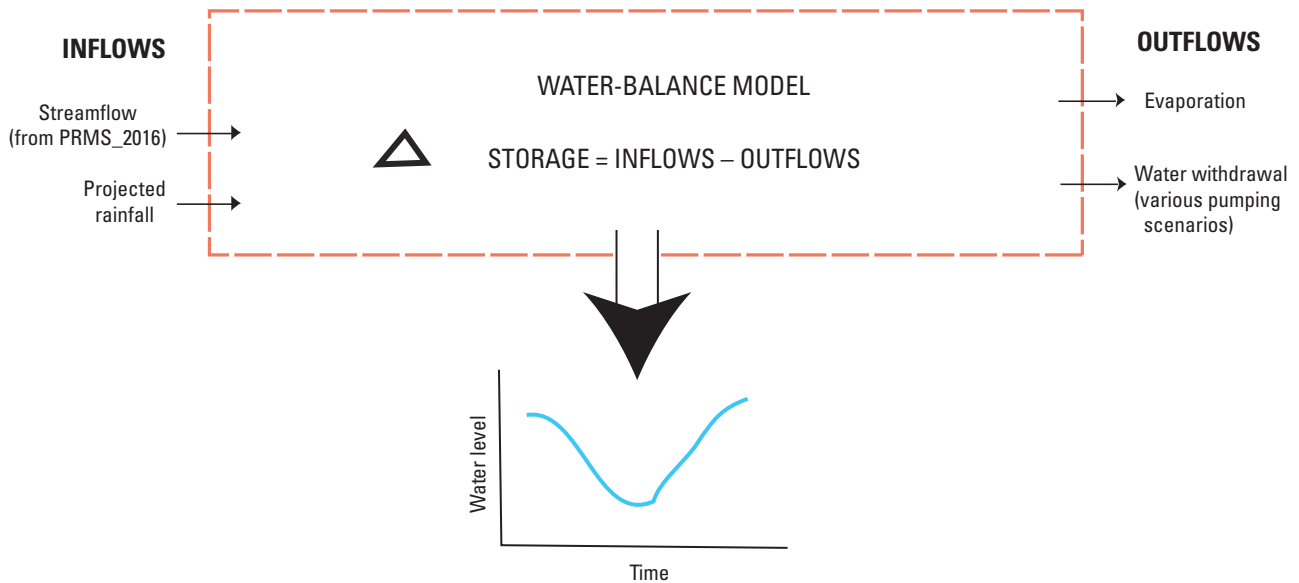 INFLOWS
Streamflow
(from PRMS_2016)
Projected
rainfall
WATER-BALANCE MODEL
STORAGE = INFLOWS – OUTFLOWS
OUTFLOWS
Evaporation
Water withdrawal
(various pumping
scenarios)
Water level
Time